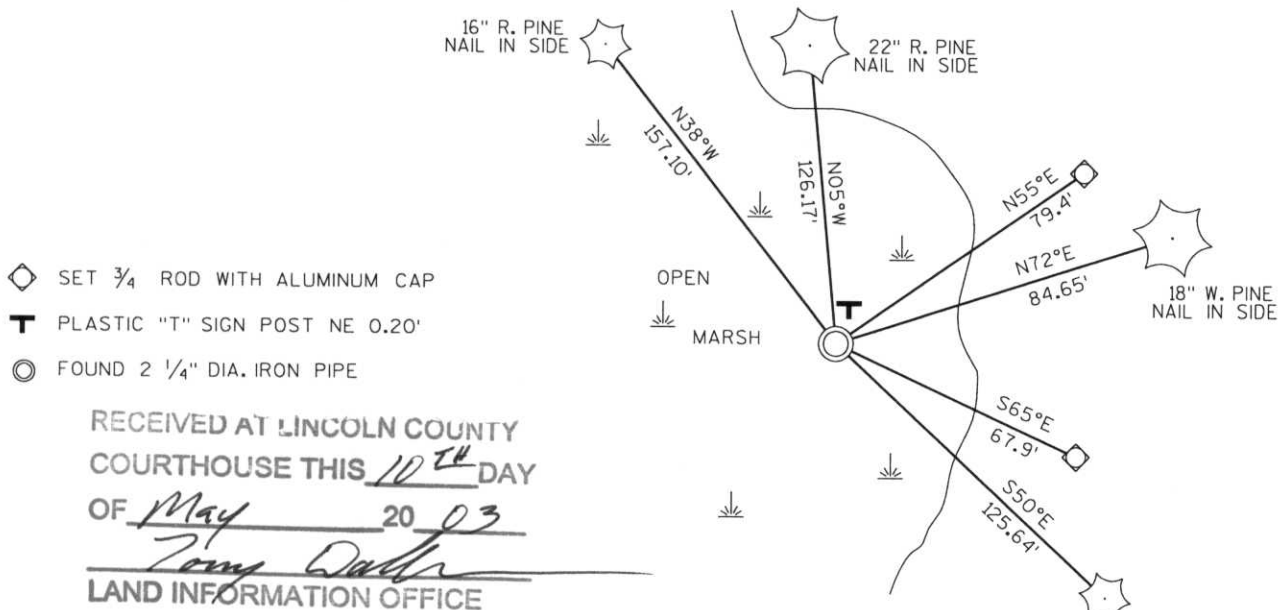 16" R. PINE
NAIL IN SIDE
22" R. PINE
NAIL IN SIDE
N38°W
157.10'
N05°W
126.17'
N55°E
79.4'
N72°E
84.65'
18" W. PINE
NAIL IN SIDE
OPEN
MARSH
T
S65°E
67.9'
S50°E
125.64'
SET 3/4 ROD WITH ALUMINUM CAP
T PLASTIC "T" SIGN POST NE 0.20'
FOUND 2 1/4" DIA. IRON PIPE
RECEIVED AT LINCOLN COUNTY
COURTHOUSE THIS 10TH DAY
OF May 20 03
LAND INFORMATION OFFICE